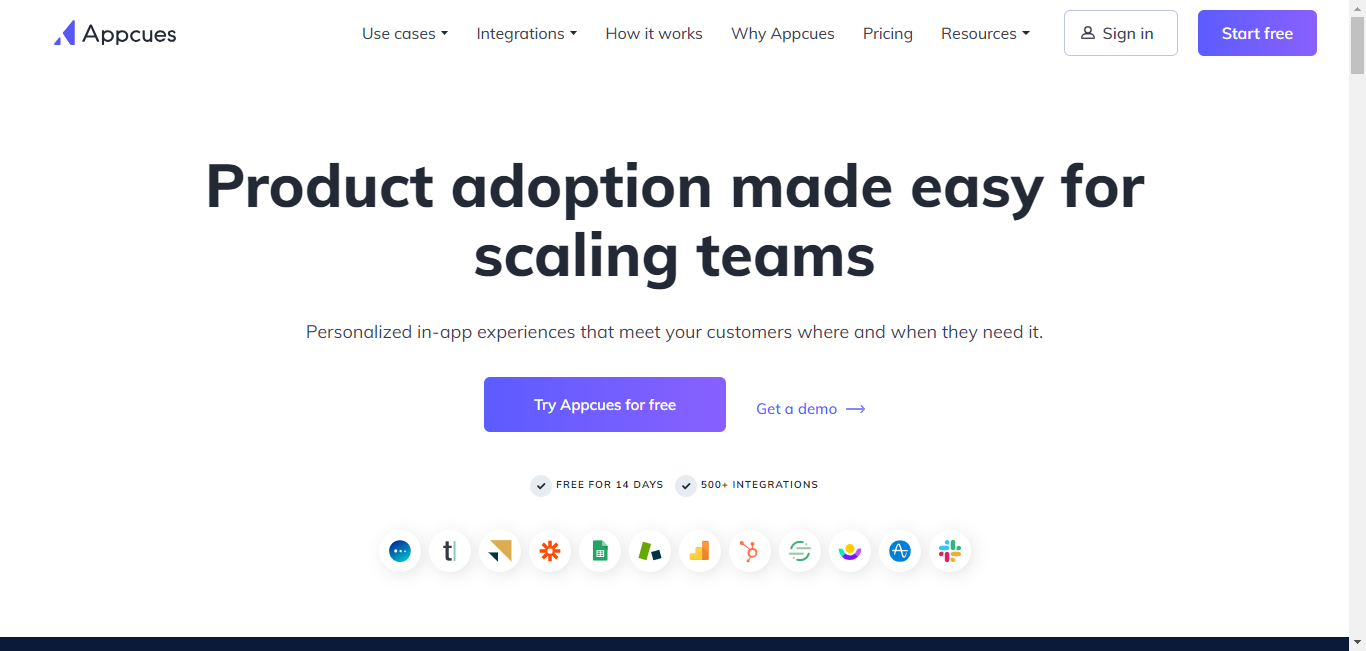 Appcues
Use cases
Integrations
How it works
Why Appcues
Pricing
Resources
Sign in
Start free
Product adoption made easy for
scaling teams
Personalized in-app experiences that meet your customers where and when they need it.
Try Appcues for free
Get a demo
FREE FOR 14 DAYS
500+ INTEGRATIONS
t|